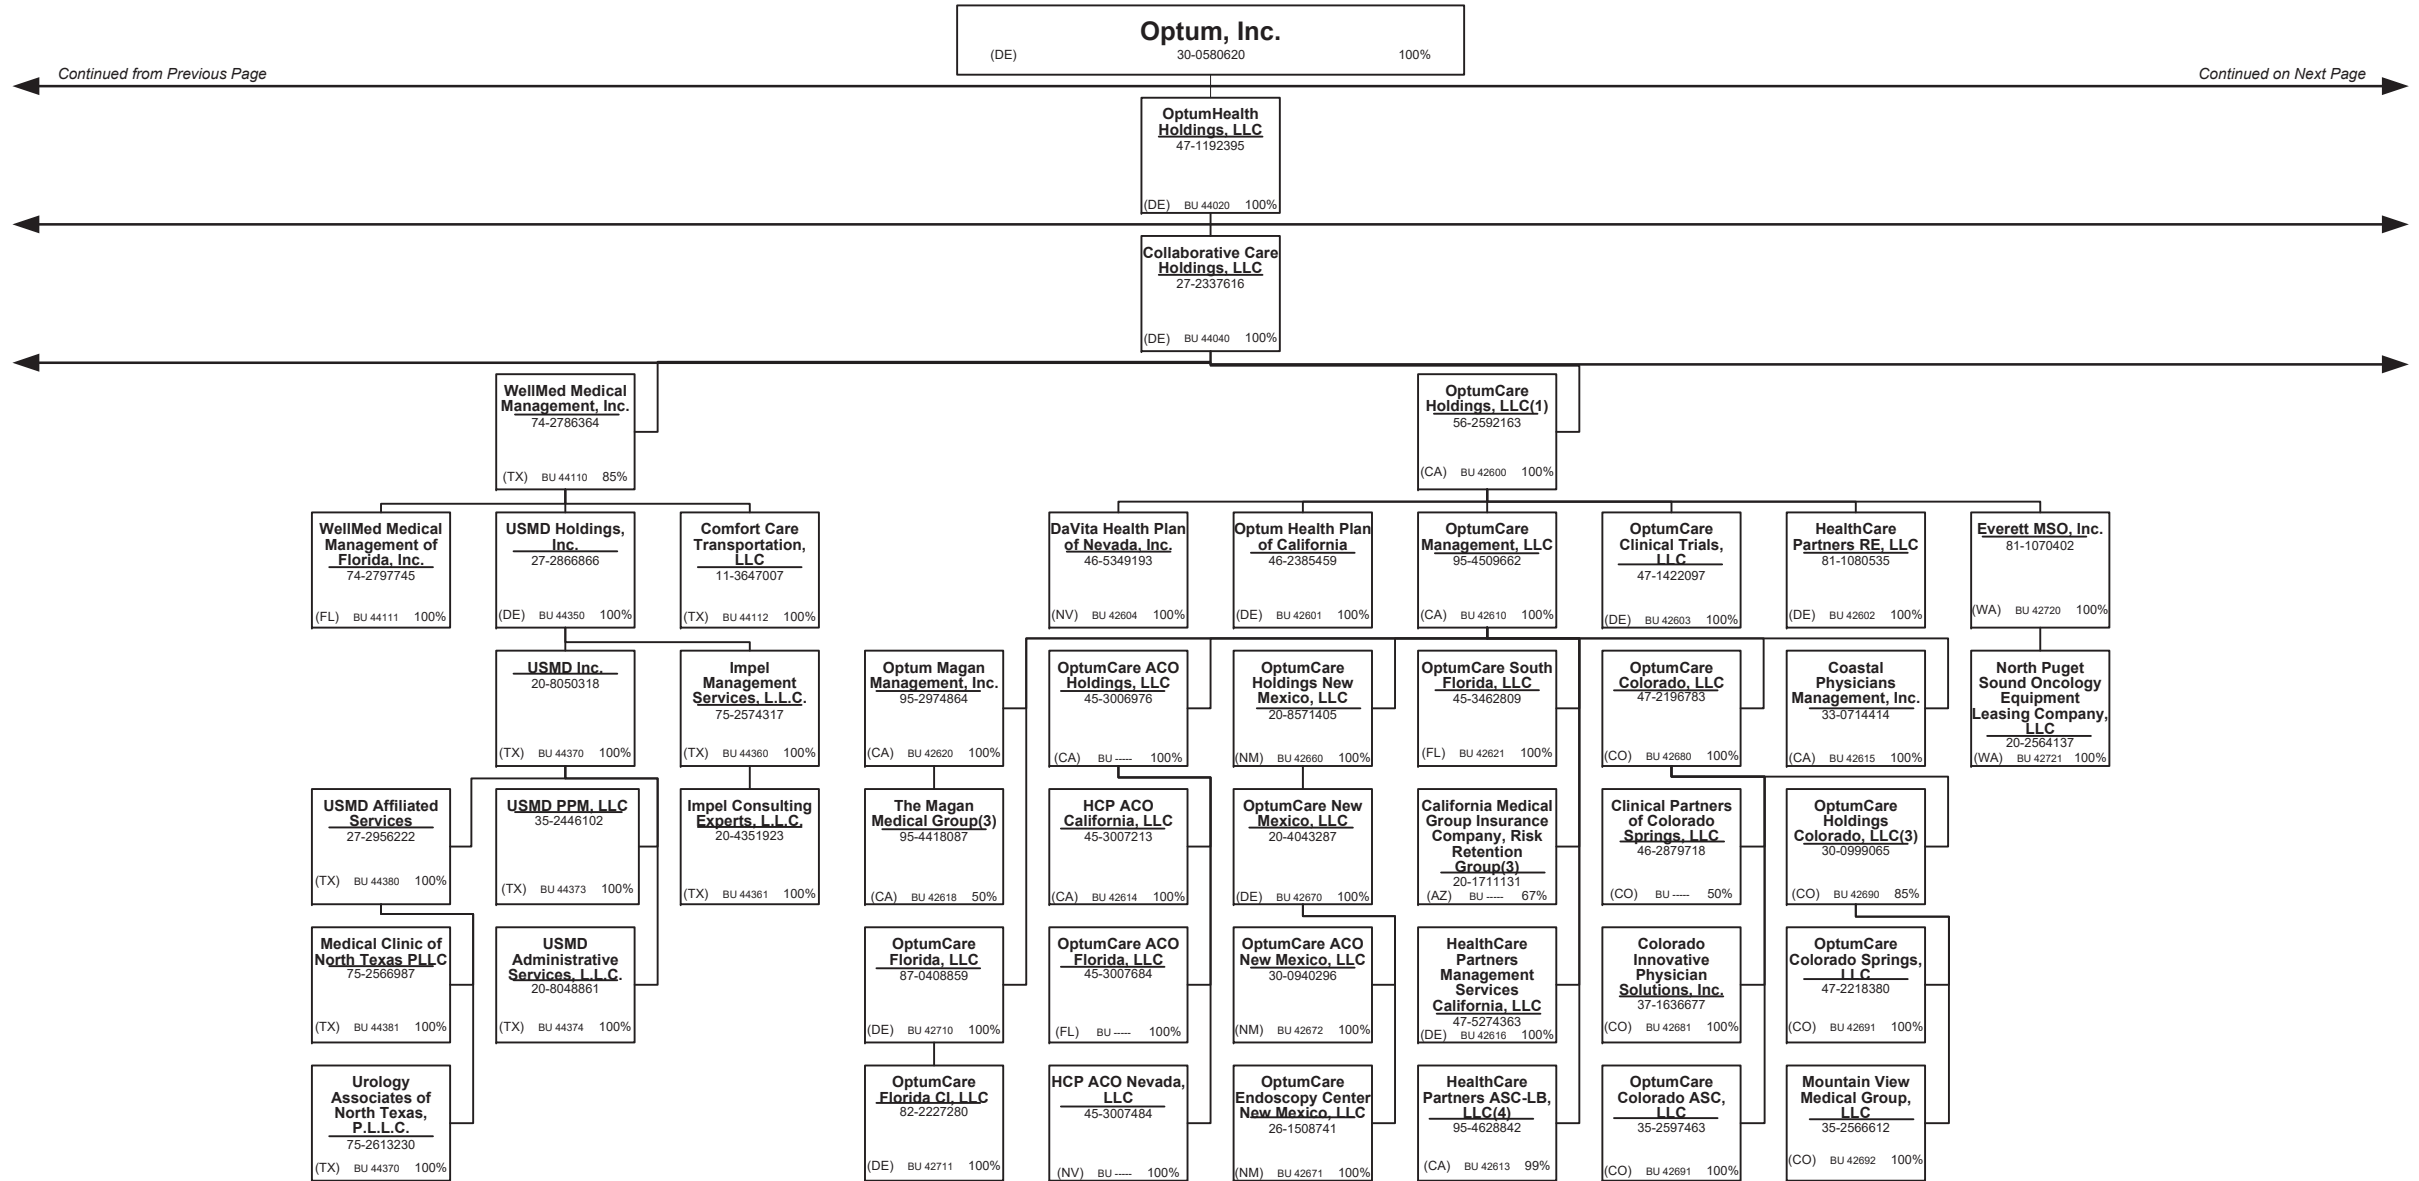 Optum, Inc.
(DE) 30-0580620 100%
Continued from Previous Page
Continued on Next Page
OptumHealth
Holdings, LLC
47-1192395
(DE) BU 44020 100%
Collaborative Care
Holdings, LLC
27-2337616
(DE) BU 44040 100%
WellMed Medical
Management, Inc.
74-2786364
(TX) BU 44110 85%
OptumCare
Holdings, LLC(1)
56-2592163
(CA) BU 42600 100%
WellMed Medical
Management of
Florida, Inc.
74-2797745
(FL) BU 44111 100%
USMD Holdings,
Inc.
27-2866866
(DE) BU 44350 100%
Comfort Care
Transportation,
LLC
11-3647007
(TX) BU 44112 100%
DaVita Health Plan
of Nevada, Inc.
46-5349193
(NV) BU 42604 100%
Optum Health Plan
of California
46-2385459
(DE) BU 42601 100%
OptumCare
Management, LLC
95-4509662
(CA) BU 42610 100%
OptumCare
Clinical Trials,
LLC
47-1422097
(DE) BU 42603 100%
HealthCare
Partners RE, LLC
81-1080535
(DE) BU 42602 100%
Everett MSO, Inc.
81-1070402
(WA) BU 42720 100%
USMD Inc.
20-8050318
(TX) BU 44370 100%
Impel
Management
Services, L.L.C.
75-2574317
(TX) BU 44360 100%
Optum Magan
Management, Inc.
95-2974864
(CA) BU 42620 100%
OptumCare ACO
Holdings, LLC
45-3006976
(CA) BU ----- 100%
OptumCare
Holdings New
Mexico, LLC
20-8571405
(NM) BU 42660 100%
OptumCare South
Florida, LLC
45-3462809
(FL) BU 42621 100%
OptumCare
Colorado, LLC
47-2196783
(CO) BU 42680 100%
Coastal
Physicians
Management, Inc.
33-0714414
(CA) BU 42615 100%
North Puget
Sound Oncology
Equipment
Leasing Company,
LLC
20-2564137
(WA) BU 42721 100%
USMD Affiliated
Services
27-2956222
(TX) BU 44380 100%
USMD PPM, LLC
35-2446102
(TX) BU 44373 100%
Impel Consulting
Experts, L.L.C.
20-4351923
(TX) BU 44361 100%
The Magan
Medical Group(3)
95-4418087
(CA) BU 42618 50%
HCP ACO
California, LLC
45-3007213
(CA) BU 42614 100%
OptumCare New
Mexico, LLC
20-4043287
(DE) BU 42670 100%
California Medical
Group Insurance
Company, Risk
Retention
Group(3)
20-1711131
(AZ) BU ----- 67%
Clinical Partners
of Colorado
Springs, LLC
46-2879718
(CO) BU ----- 50%
OptumCare
Holdings
Colorado, LLC(3)
30-0999065
(CO) BU 42690 85%
Medical Clinic of
North Texas PLLC
75-2566987
(TX) BU 44381 100%
USMD
Administrative
Services, L.L.C.
20-8048861
(TX) BU 44374 100%
OptumCare
Florida, LLC
87-0408859
(DE) BU 42710 100%
OptumCare ACO
Florida, LLC
45-3007684
(FL) BU ----- 100%
OptumCare ACO
New Mexico, LLC
30-0940296
(NM) BU 42672 100%
HealthCare
Partners
Management
Services
California, LLC
47-5274363
(DE) BU 42616 100%
Colorado
Innovative
Physician
Solutions, Inc.
37-1636677
(CO) BU 42681 100%
OptumCare
Colorado Springs,
LLC
47-2218380
(CO) BU 42691 100%
Urology
Associates of
North Texas,
P.L.L.C.
75-2613230
(TX) BU 44370 100%
OptumCare
Florida CI, LLC
82-2227280
(DE) BU 42711 100%
HCP ACO Nevada,
LLC
45-3007484
(NV) BU ----- 100%
OptumCare
Endoscopy Center
New Mexico, LLC
26-1508741
(NM) BU 42671 100%
HealthCare
Partners ASC-LB,
LLC(4)
95-4628842
(CA) BU 42613 99%
OptumCare
Colorado ASC,
LLC
35-2597463
(CO) BU 42691 100%
Mountain View
Medical Group,
LLC
35-2566612
(CO) BU 42692 100%